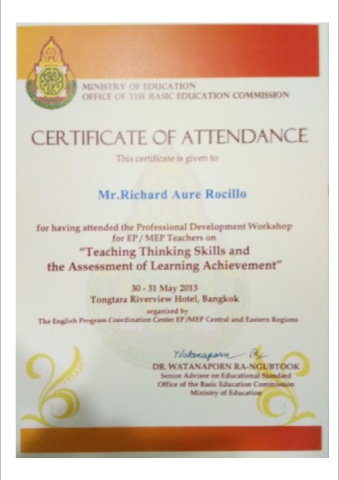 MINISTRY OF EDUCATION
OFFICE OF THE BASIC EDUCATION COMMISSION
CERTIFICATE OF ATTENDANCE
This certificate is given to
Mr.Richard Aure Rocillo
for having attended the Professional Development Workshop
for EP / MEP Teachers on
"Teaching Thinking Skills and
the Assessment of Learning Achievement"
30 - 31 May 2013
Tongtara Riverview Hotel, Bangkok
organized by
The English Program Coordination Center EP /MEP Central and Eastern Regions
Watanaporn
DR. WATANAPORN RA-NGUBTOOK
Senior Advisor on Educational Standard
Office of the Basic Education Commission
Ministry of Education